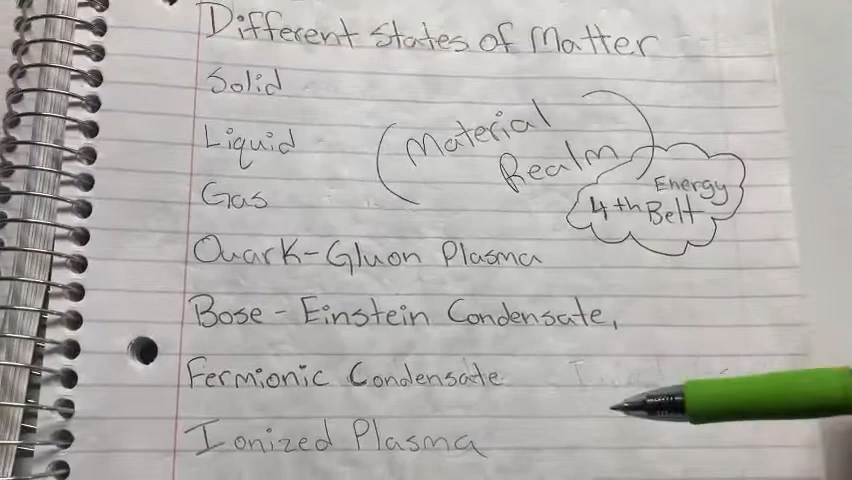 Different States of Matter
Solid
Liquid
Gas
(Material
Realm)
Energy
4th Belt
Quark-Gluon Plasma
Bose - Einstein Condensate,
Fermionic Condensate
Ionized Plasma